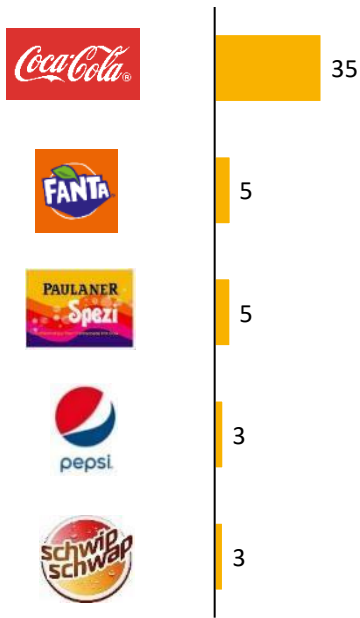 Coca-Cola®
35
FANTA
5
PAULANER
Spezi
5
pepsi
3
schwip
schwap
3